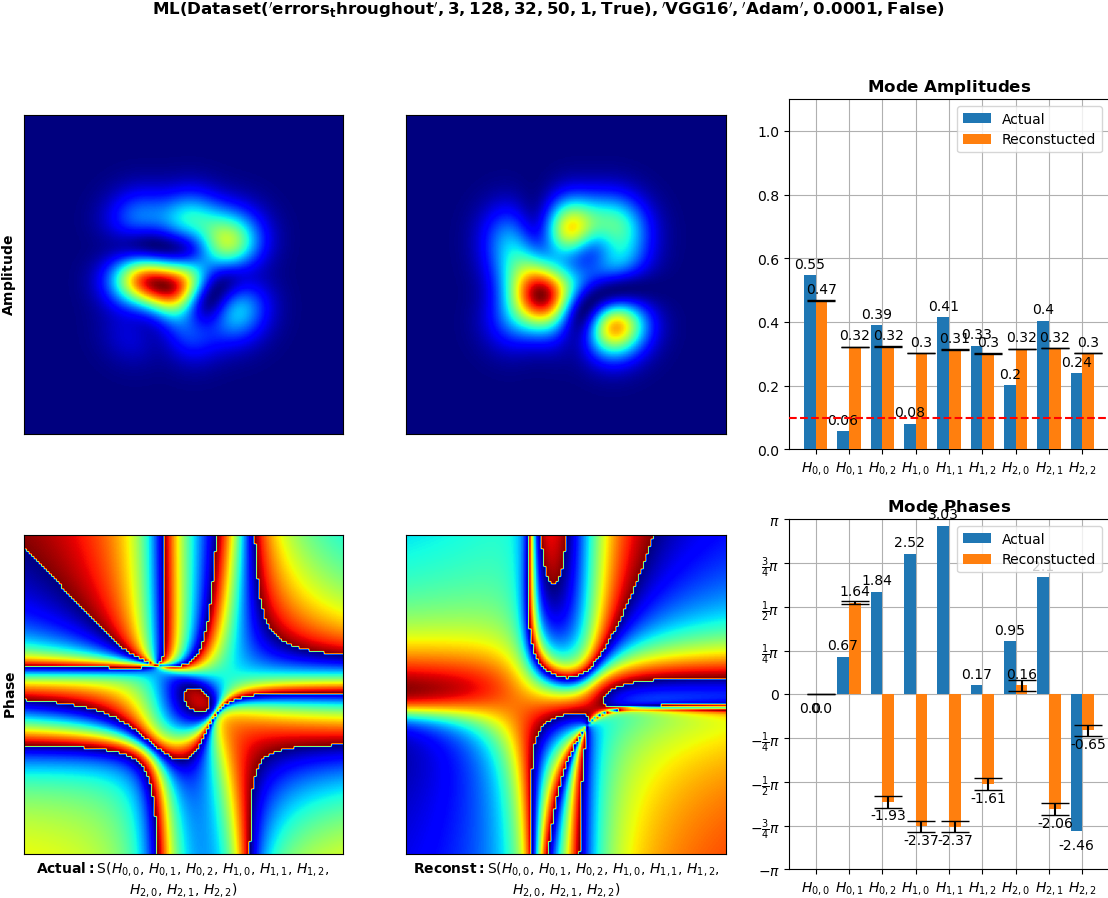 ML(Dataset('errors_throughout', 3, 128, 32, 50, 1, True), 'VGG16', 'Adam', 0.0001, False)
Amplitude
Mode Amplitudes
Actual
Reconstucted
1.0
0.8
0.6
0.4
0.2
0.0
0.55
0.47
0.06
0.32
0.39
0.32
0.08
0.3
0.41
0.31
0.33
0.3
0.2
0.32
0.4
0.32
0.24
0.3
H0,0 H0,1 H0,2 H1,0 H1,1 H1,2 H2,0 H2,1 H2,2
Phase
Actual: S(H0,0, H0,1, H0,2, H1,0, H1,1, H1,2,
H2,0, H2,1, H2,2)
Reconst: S(H0,0, H0,1, H0,2, H1,0, H1,1, H1,2,
H2,0, H2,1, H2,2)
Mode Phases
Actual
Reconstucted
π
3/4π
1/2π
1/4π
0
−1/4π
−1/2π
−3/4π
−π
0.0
0.0
0.67
1.64
1.84
-1.93
2.52
-2.37
3.03
-2.37
0.17
-1.61
0.95
0.16
-2.06
-2.46
-0.65
H0,0 H0,1 H0,2 H1,0 H1,1 H1,2 H2,0 H2,1 H2,2